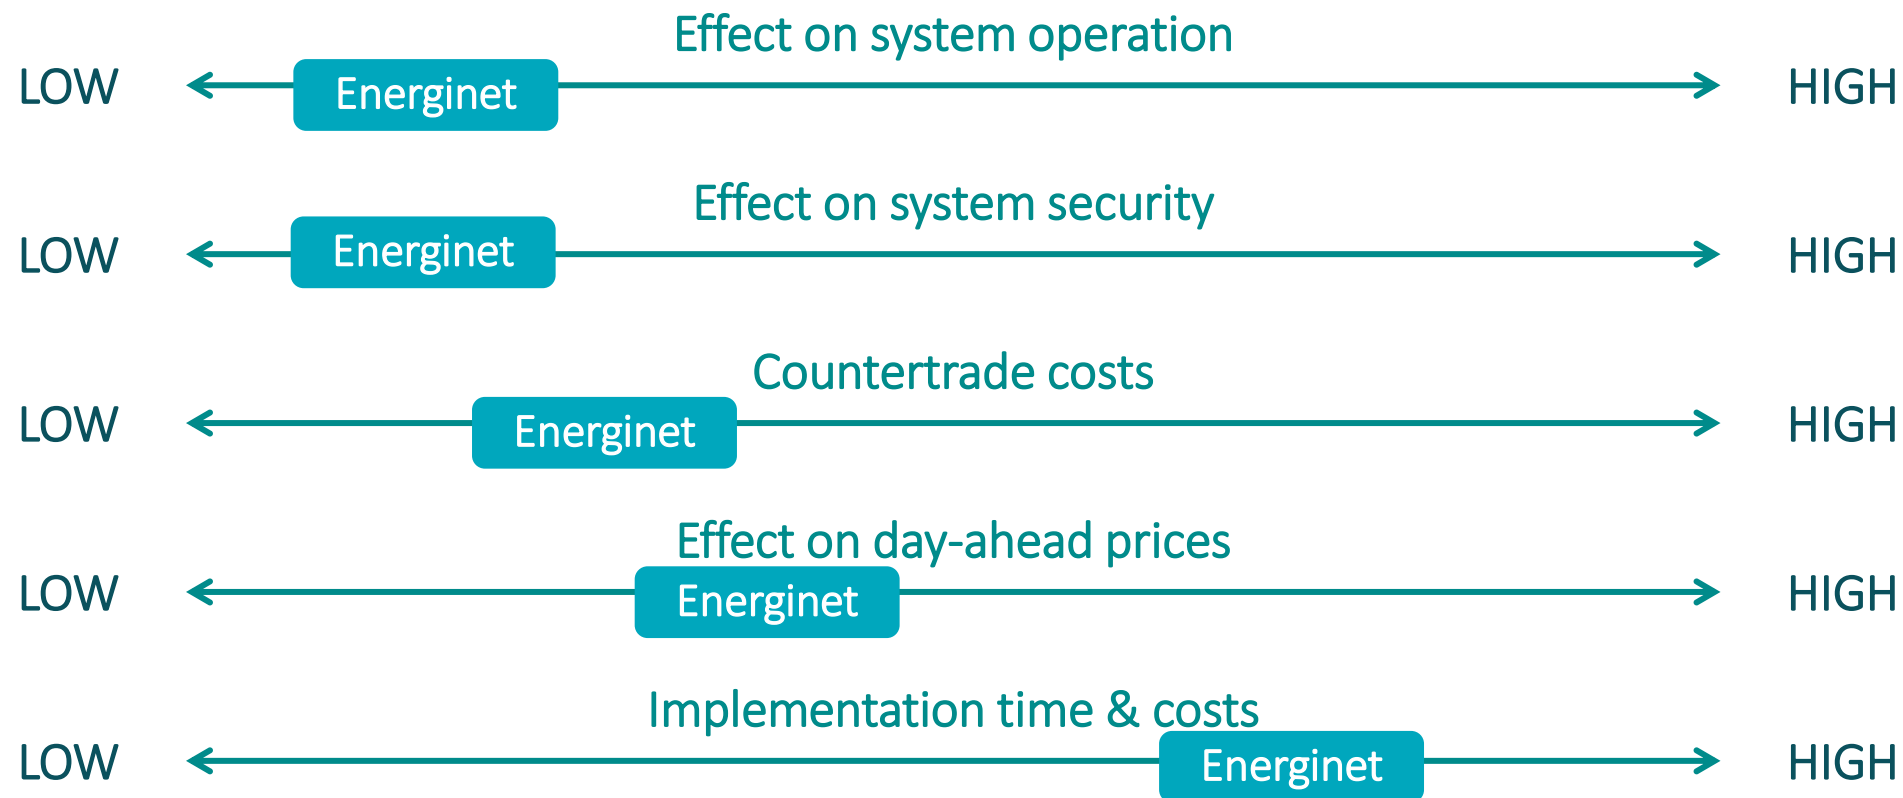 Effect on system operation
LOW Energinet HIGH
Effect on system security
LOW Energinet HIGH
Countertrade costs
LOW Energinet HIGH
Effect on day-ahead prices
LOW Energinet HIGH
Implementation time & costs
LOW Energinet HIGH